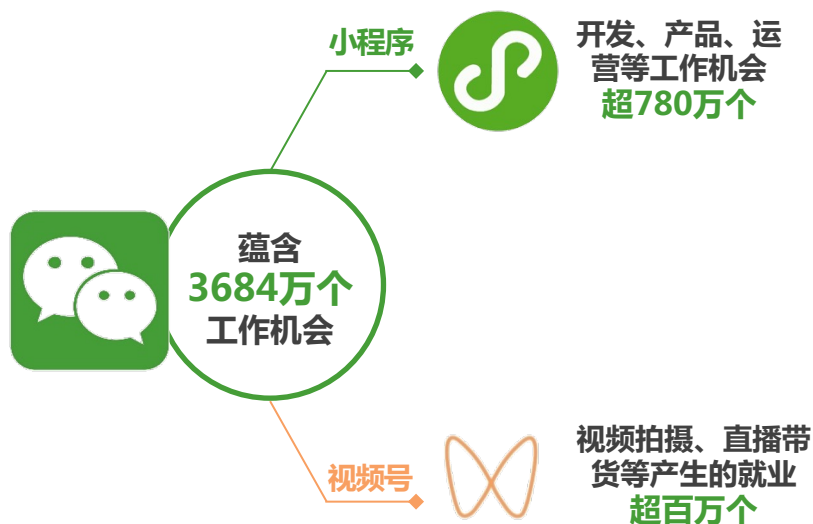 小程序
开发、产品、运
营等工作机会
超780万个
蕴含
3684万个
工作机会
视频号
视频拍摄、直播带
货等产生的就业
超百万个